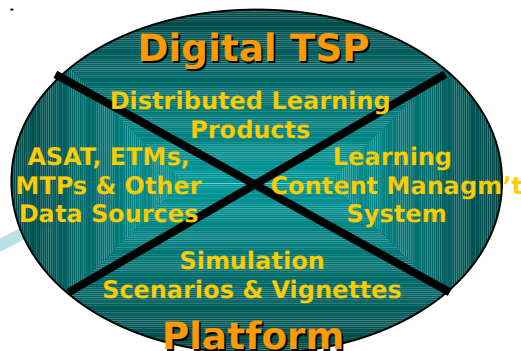 Digital TSP
Distributed Learning
Products
ASAT, ETMs,
MTPs & Other
Data Sources
Learning
Content Managm't
System
Simulation
Scenarios & Vignettes
Platform